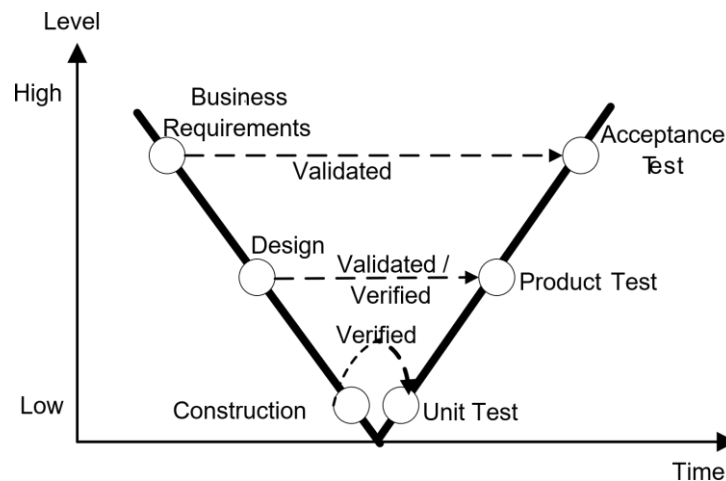 Level
High
Business
Requirements
Acceptance
Test
Validated
Design
Validated /
Verified
Product Test
Verified
Low
Construction
Unit Test
Time